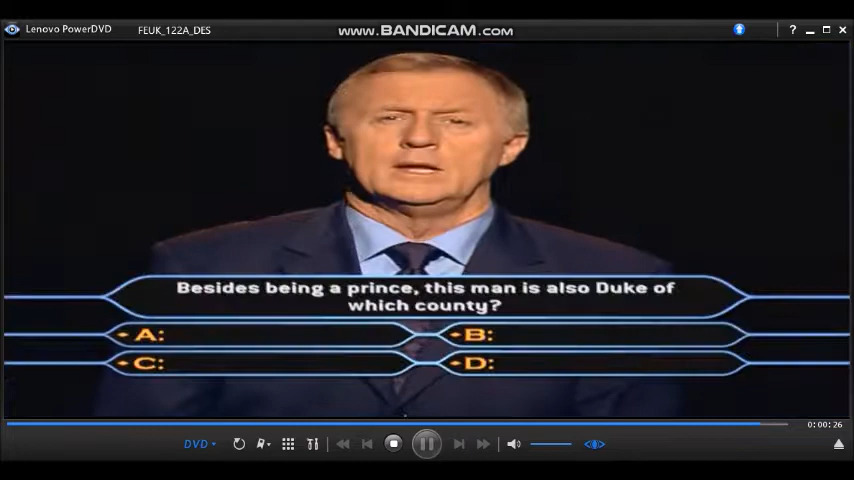 Lenovo PowerDVD
FEUK_122A_DES
www.BANDICAM.com
?
Besides being a prince, this man is also Duke of
which county?
A:
B:
C:
D:
0:00:26
DVD